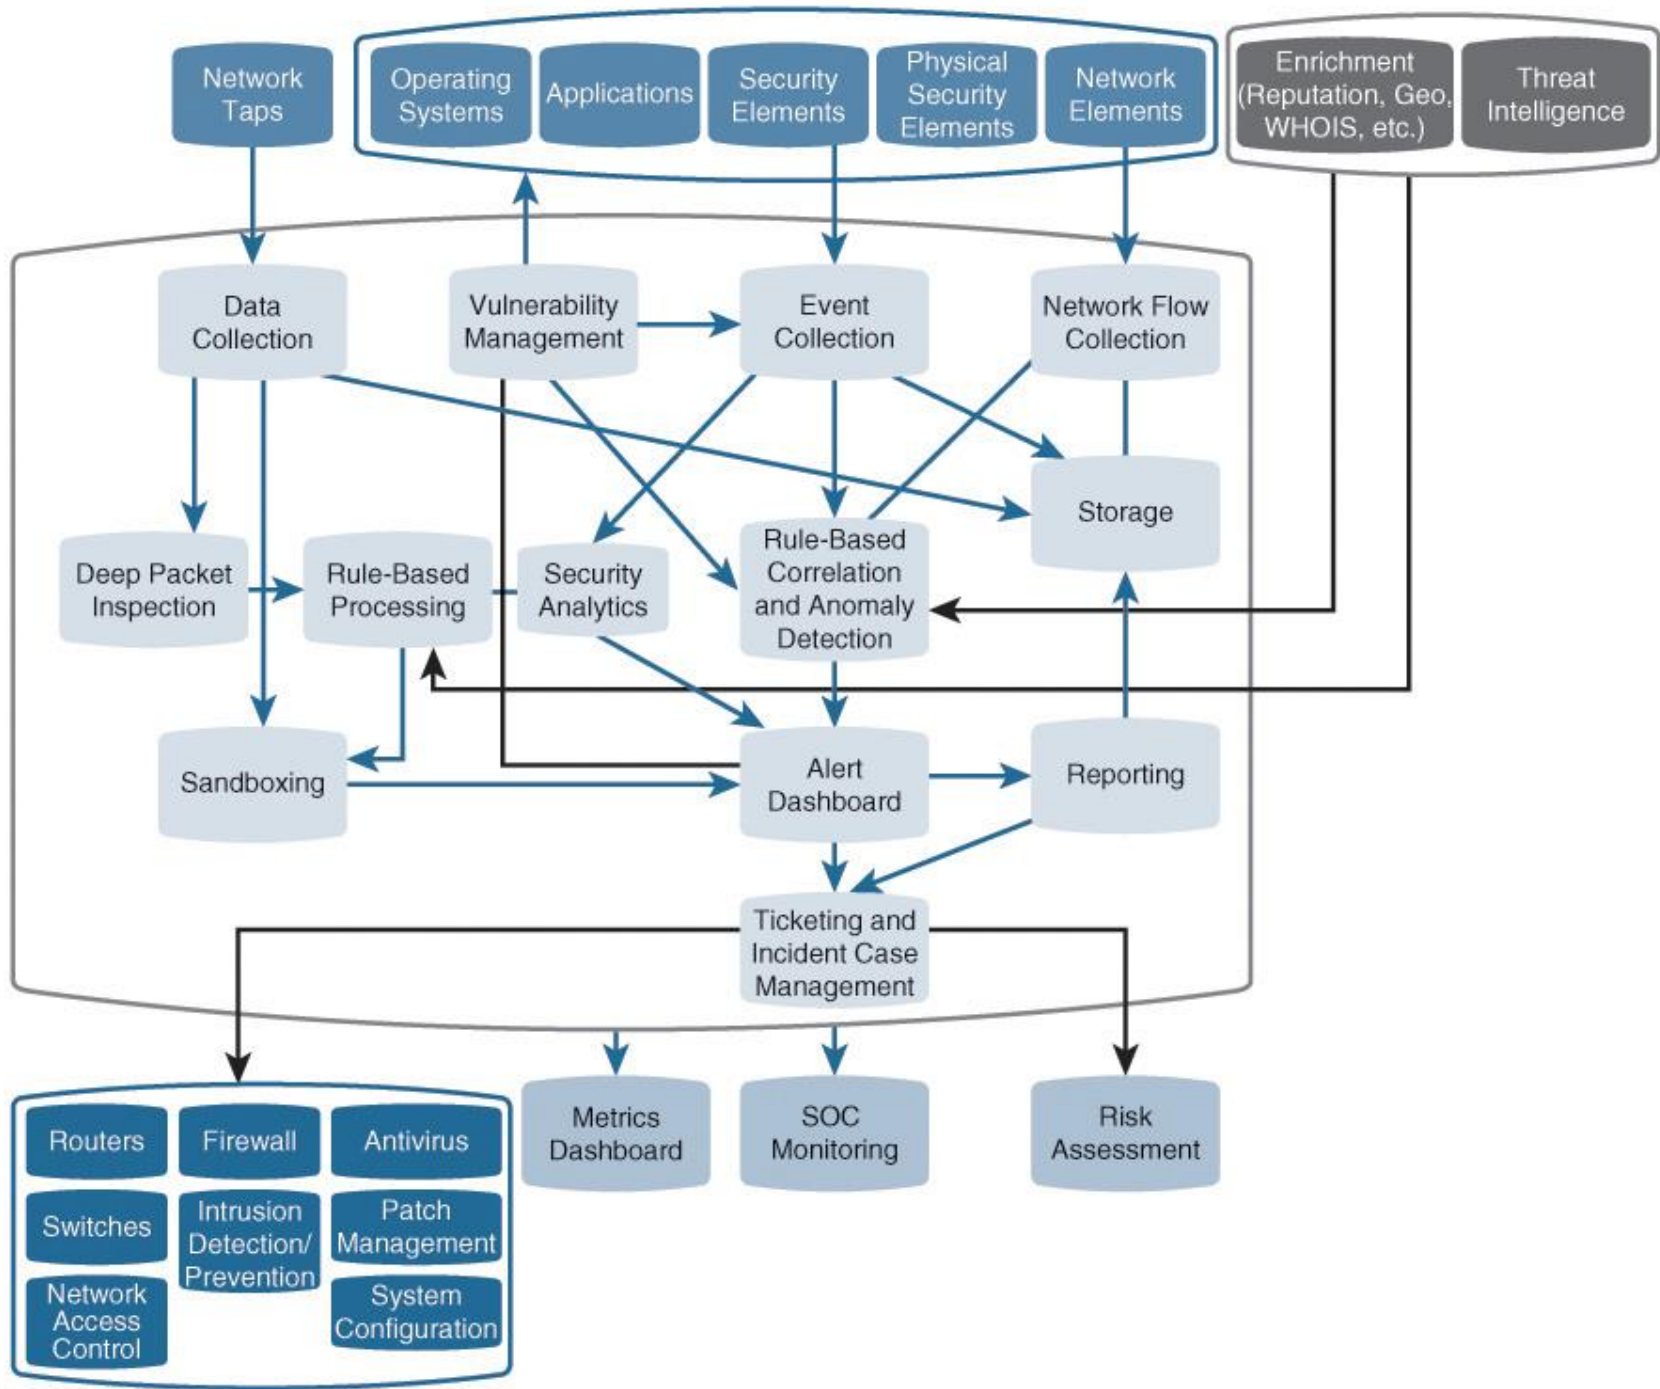 Network
Taps
Operating
Systems
Applications
Security
Elements
Physical
Security
Elements
Network
Elements
Enrichment
(Reputation, Geo,
WHOIS, etc.)
Threat
Intelligence
Data
Collection
Vulnerability
Management
Event
Collection
Network Flow
Collection
Storage
Deep Packet
Inspection
Rule-Based
Processing
Security
Analytics
Rule-Based
Correlation
and Anomaly
Detection
Sandboxing
Alert
Dashboard
Reporting
Ticketing and
Incident Case
Management
Routers
Firewall
Antivirus
Switches
Intrusion
Detection/
Prevention
Patch
Management
Network
Access
Control
System
Configuration
Metrics
Dashboard
SOC
Monitoring
Risk
Assessment